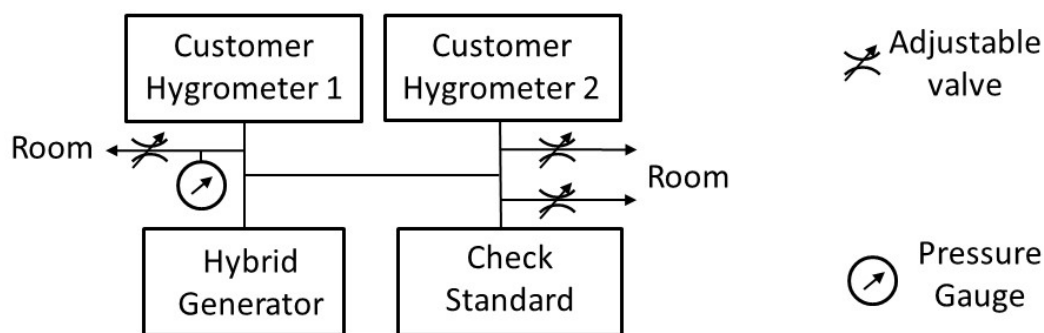 Customer
Hygrometer 1
Customer
Hygrometer 2
Adjustable
valve
Room
Room
Hybrid
Generator
Check
Standard
Pressure
Gauge